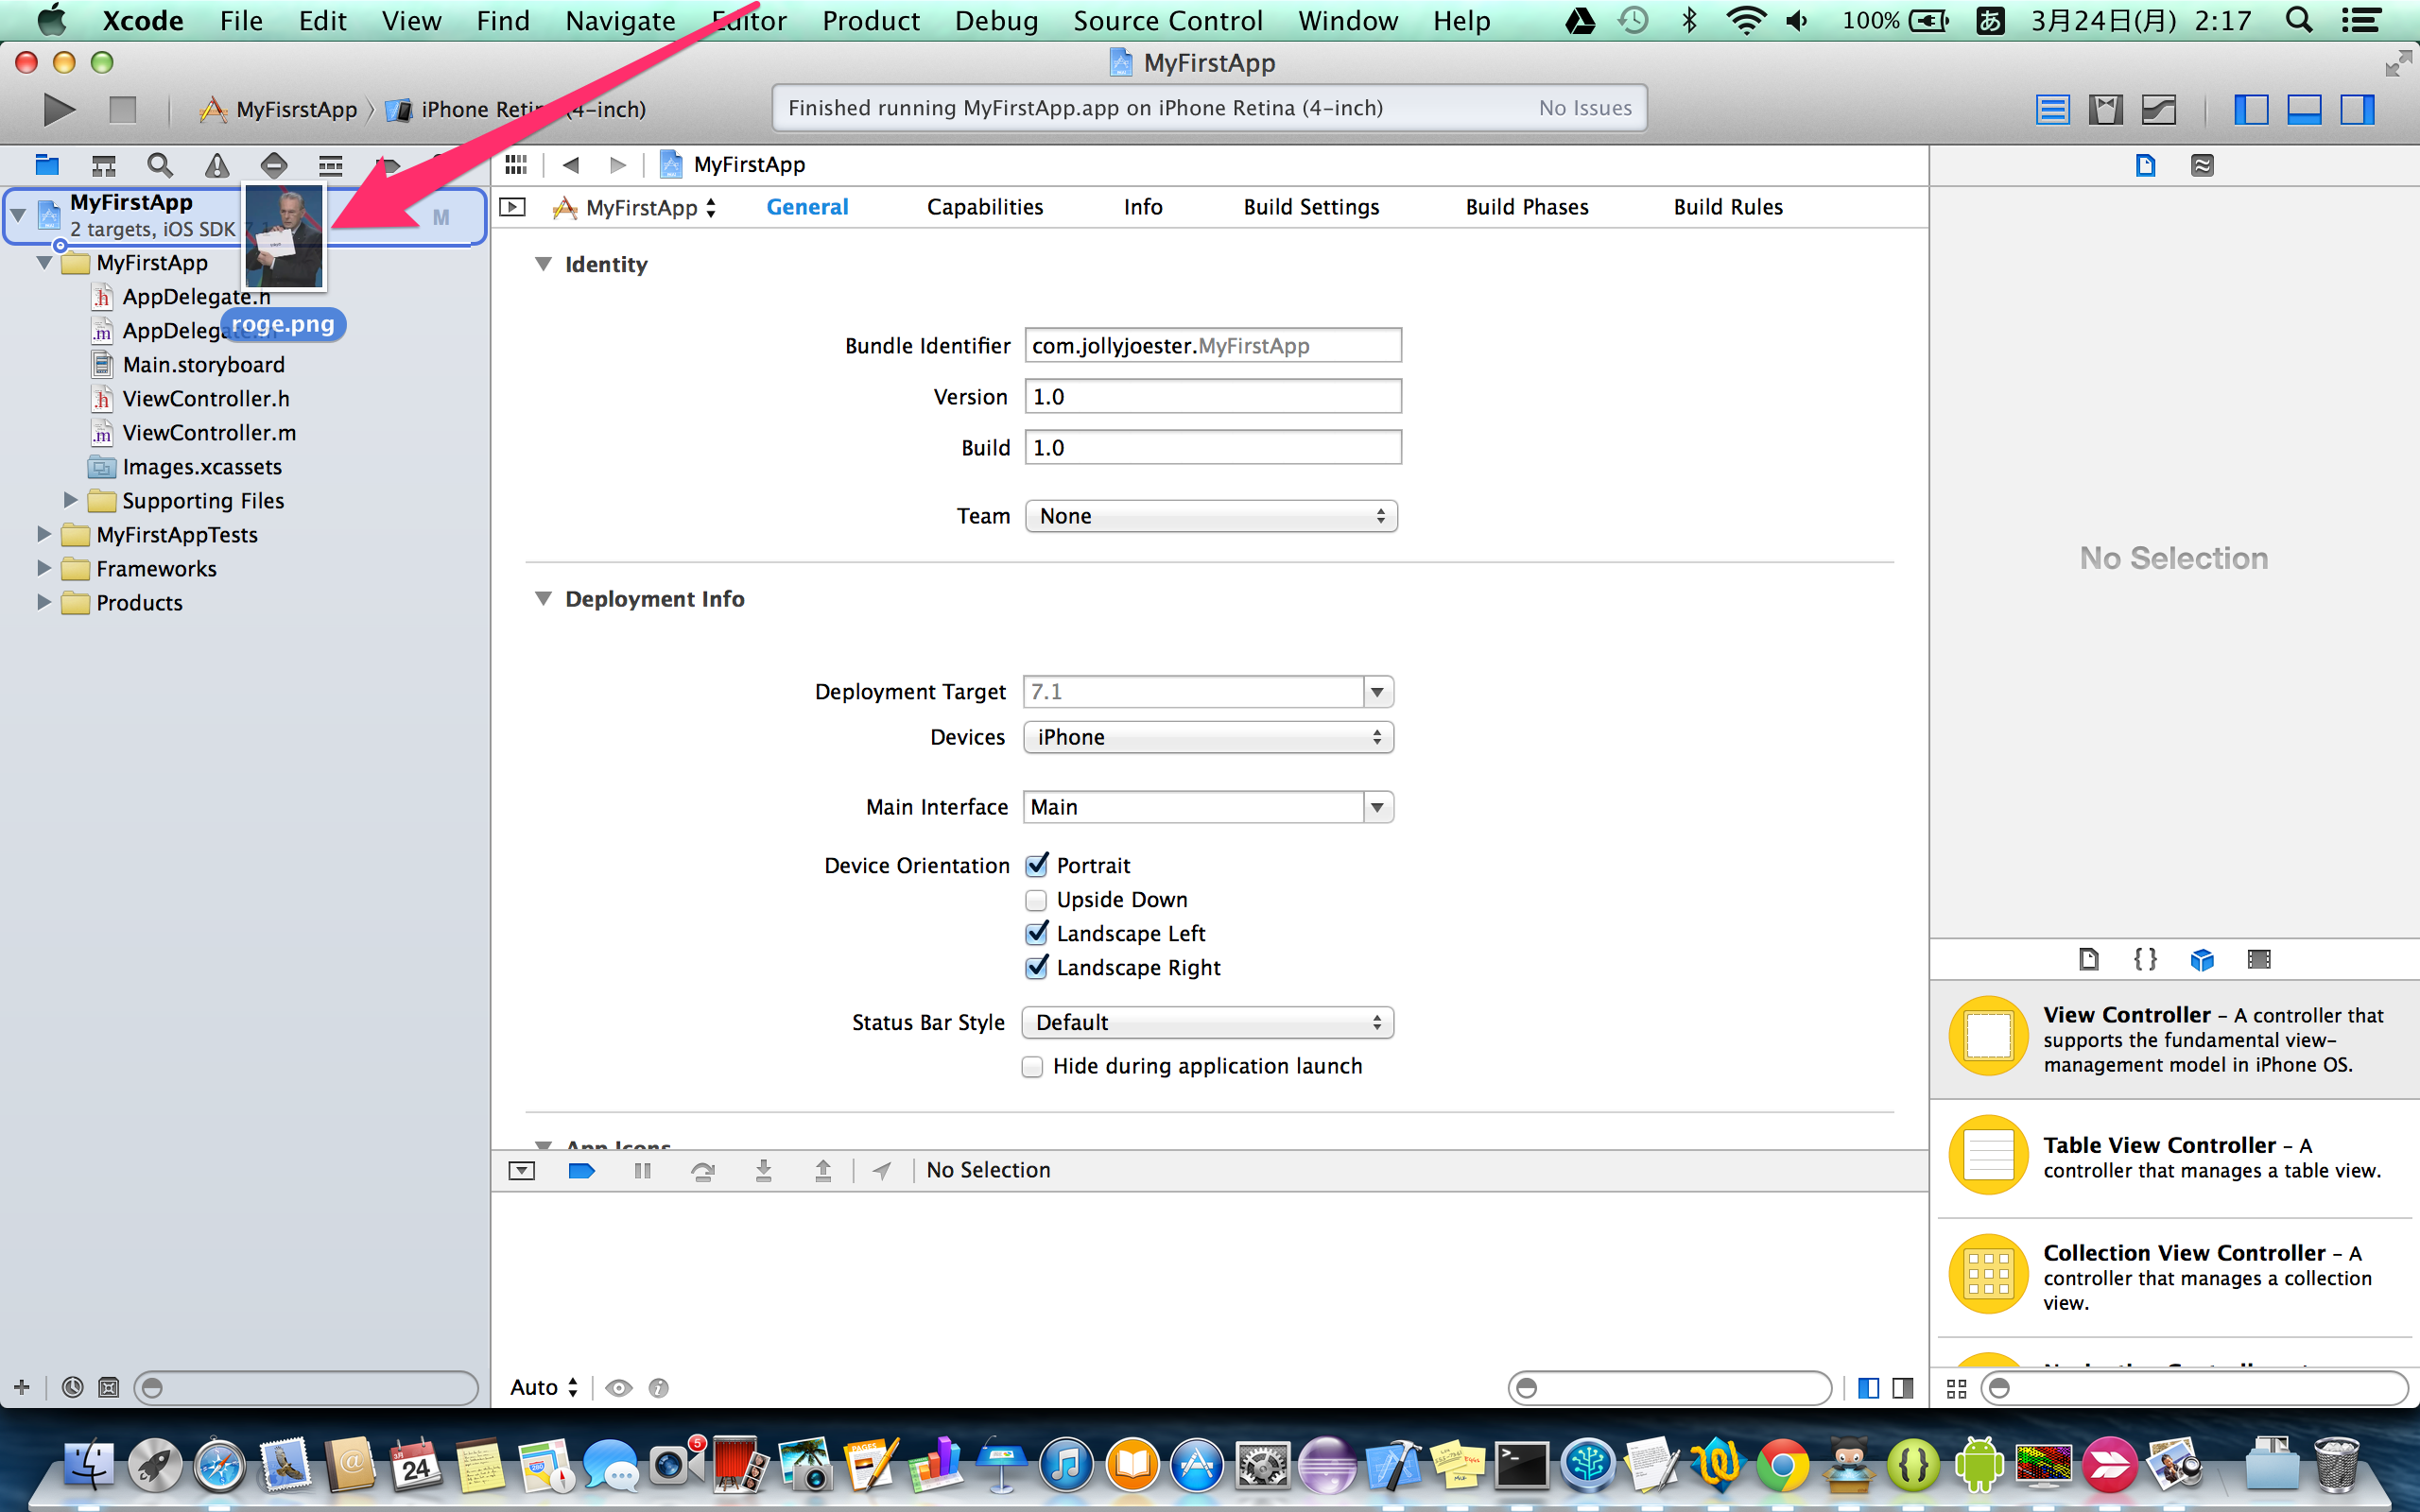 Xcode File Edit View Find Navigate Editor Product Debug Source Control Window Help 100% あ 3月24日(月) 2:17
MyFirstApp
MyFisrstApp iPhone Retina (4-inch)
Finished running MyFirstApp.app on iPhone Retina (4-inch) No Issues
MyFirstApp
MyFirstApp
2 targets, iOS SDK 7.1
M
MyFirstApp
AppDelegate.h
AppDelegate.m
roge.png
Main.storyboard
ViewController.h
ViewController.m
Images.xcassets
Supporting Files
MyFirstAppTests
Frameworks
Products
MyFirstApp General Capabilities Info Build Settings Build Phases Build Rules
Identity
Bundle Identifier com.jollyjoester.MyFirstApp
Version 1.0
Build 1.0
Team None
Deployment Info
Deployment Target 7.1
Devices iPhone
Main Interface Main
Device Orientation Portrait
Upside Down
Landscape Left
Landscape Right
Status Bar Style Default
Hide during application launch
App Icons
No Selection
Auto
No Selection
View Controller – A controller that
supports the fundamental view-
management model in iPhone OS.
Table View Controller – A
controller that manages a table view.
Collection View Controller – A
controller that manages a collection
view.
5
24
PAGES